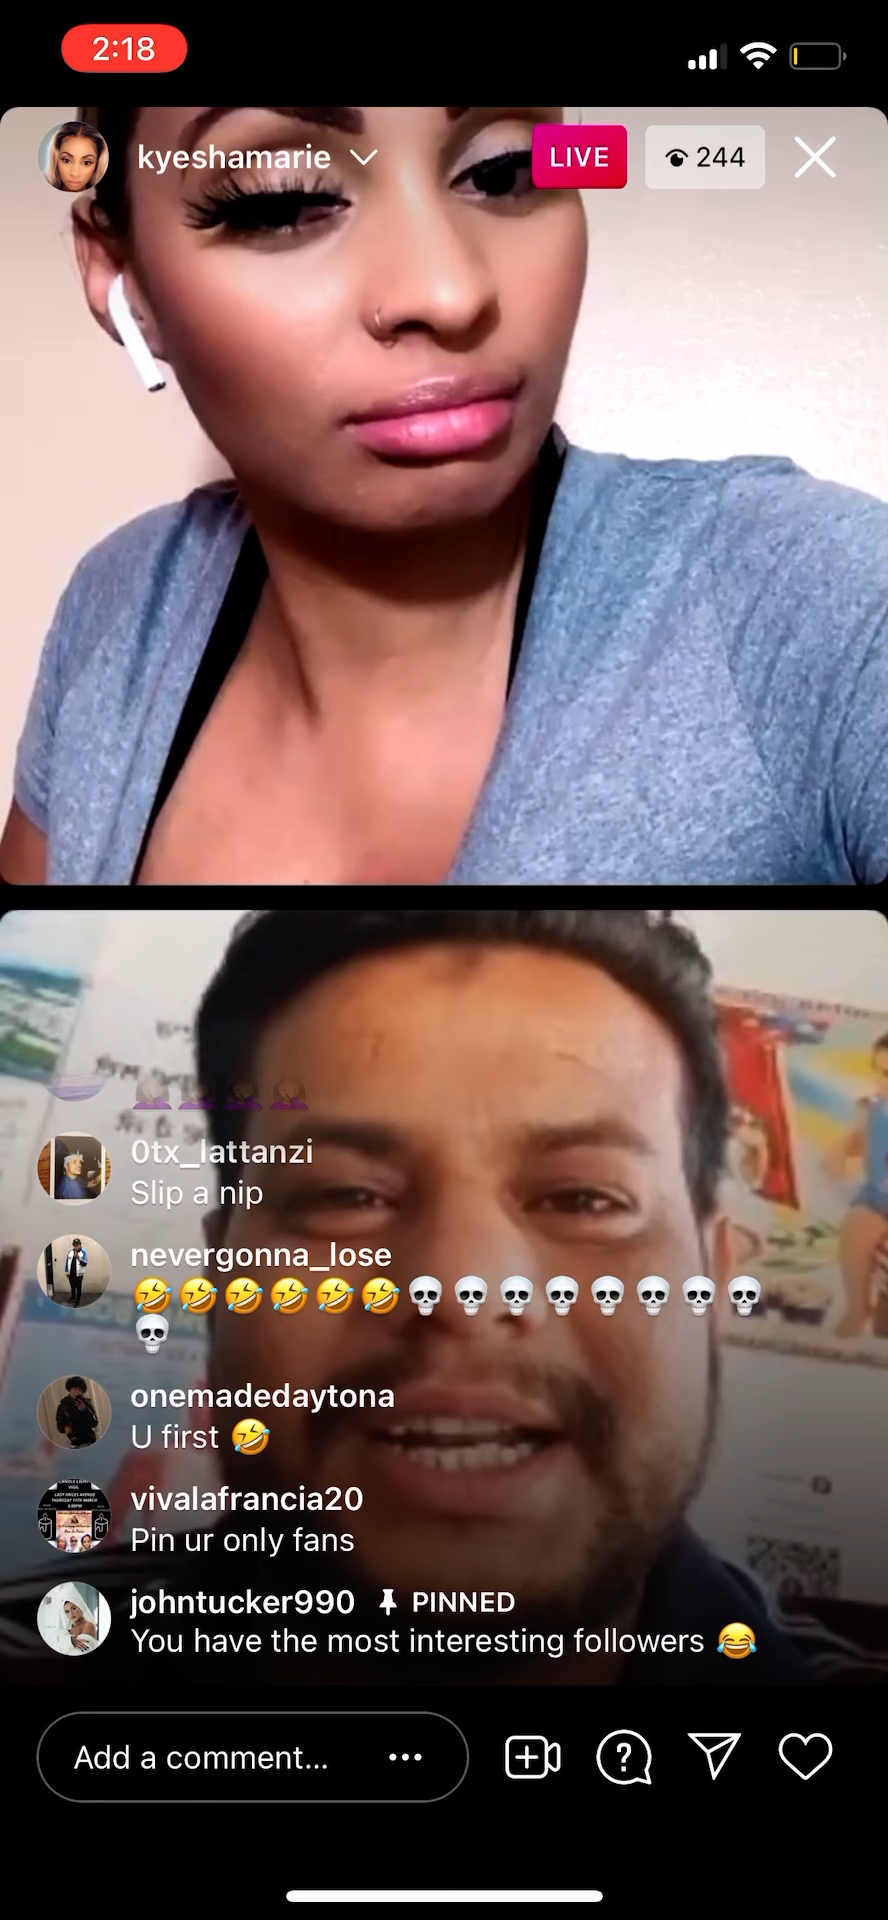 2:18
kyeshamarie
LIVE
244
0tx_lattanzi
Slip a nip
nevergonna_lose
🤣🤣🤣🤣🤣🤣💀💀💀💀💀💀💀💀
💀
onemadedaytona
U first 🤣
vivalafrancia20
Pin ur only fans
johntucker990 📌 PINNED
You have the most interesting followers 😂
Add a comment...